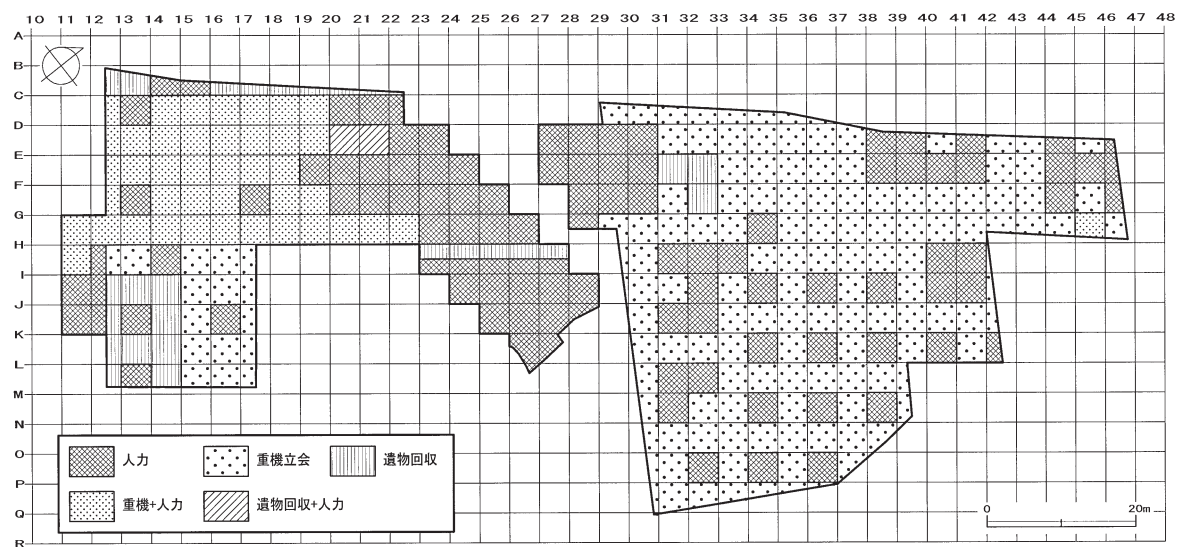 10 11 12 13 14 15 16 17 18 19 20 21 22 23 24 25 26 27 28 29 30 31 32 33 34 35 36 37 38 39 40 41 42 43 44 45 46 47 48
A
B
C
D
E
F
G
H
I
J
K
L
M
N
O
P
Q
R
人力 重機立会 遺物回収
重機+人力 遺物回収+人力
0 20m